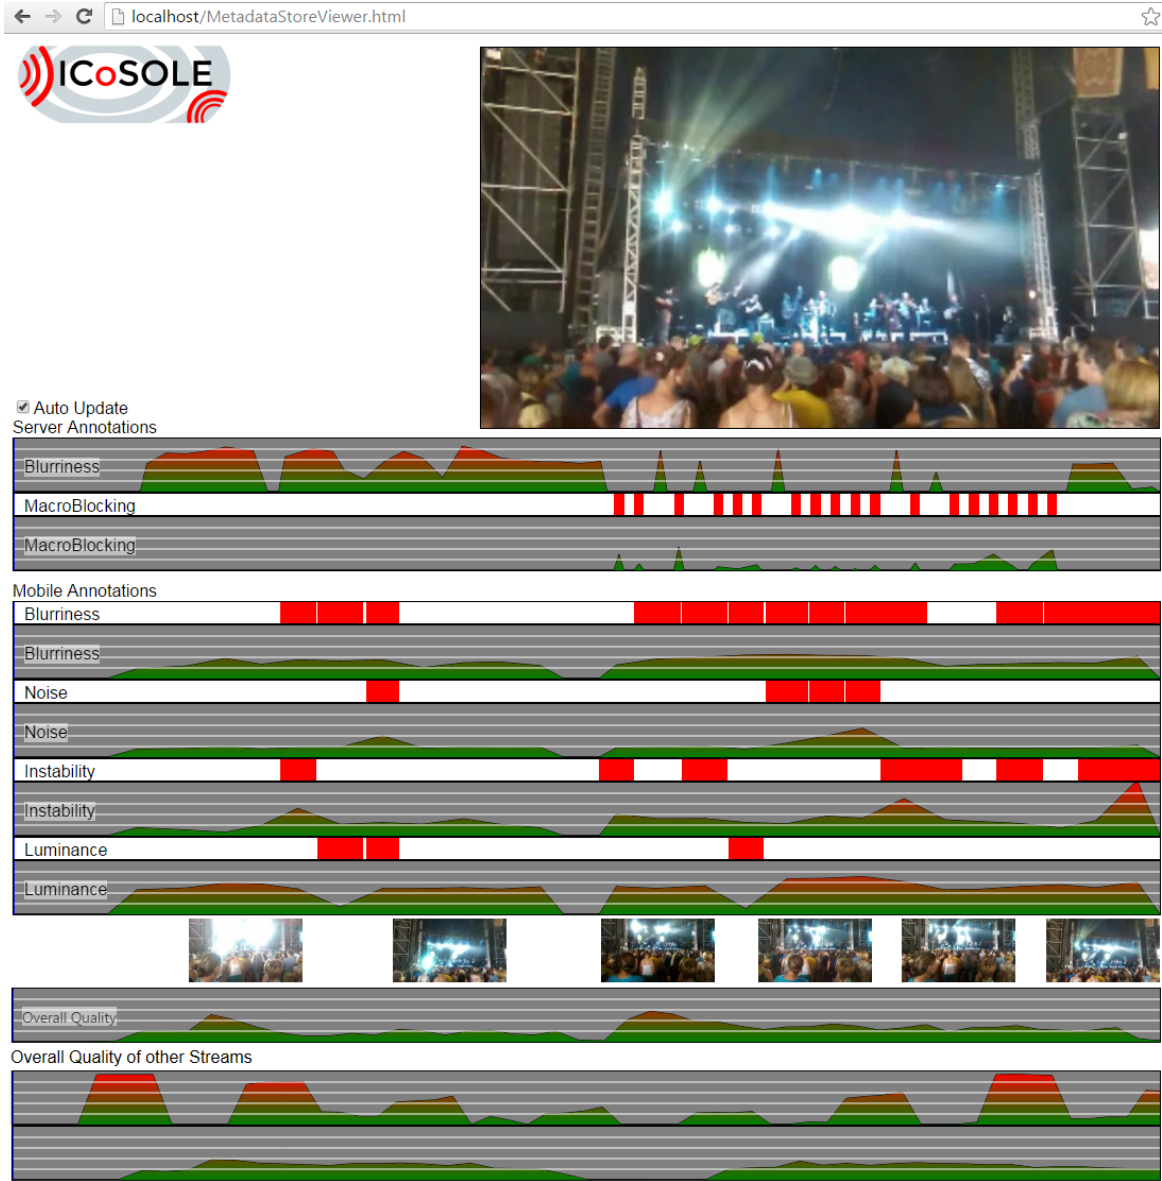 localhost/MetadataStoreViewer.html
ICoSOLE
Auto Update
Server Annotations
Blurriness
MacroBlocking
MacroBlocking
Mobile Annotations
Blurriness
Blurriness
Noise
Noise
Instability
Instability
Luminance
Luminance
Overall Quality
Overall Quality of other Streams